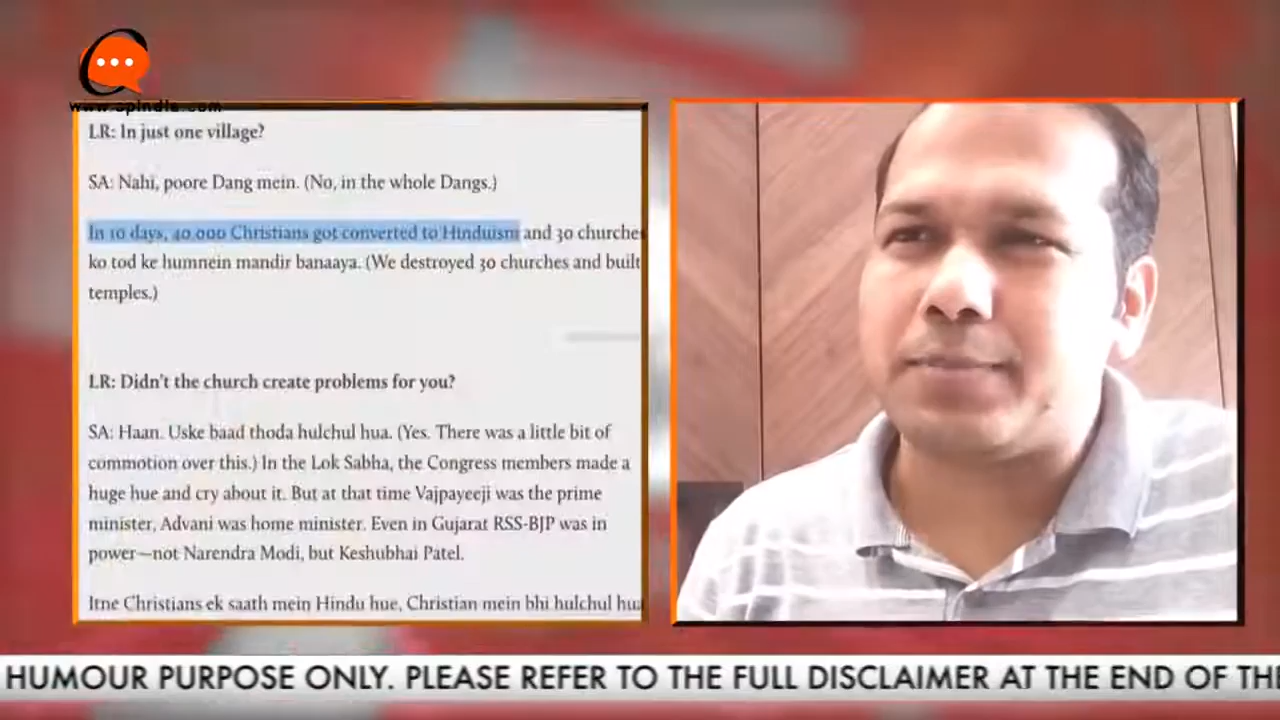 www.opindia.com
LR: In just one village?
SA: Nahi, poore Dang mein. (No, in the whole Dangs.)
In 10 days, 40,000 Christians got converted to Hinduism and 30 churches
ko tod ke humnein mandir banaaya. (We destroyed 30 churches and built
temples.)
LR: Didn't the church create problems for you?
SA: Haan. Uske baad thoda hulchul hua. (Yes. There was a little bit of
commotion over this.) In the Lok Sabha, the Congress members made a
huge hue and cry about it. But at that time Vajpayeeji was the prime
minister, Advani was home minister. Even in Gujarat RSS-BJP was in
power—not Narendra Modi, but Keshubhai Patel.
Itne Christians ek saath mein Hindu hue, Christian mein bhi hulchul hua
HUMOUR PURPOSE ONLY. PLEASE REFER TO THE FULL DISCLAIMER AT THE END OF THE